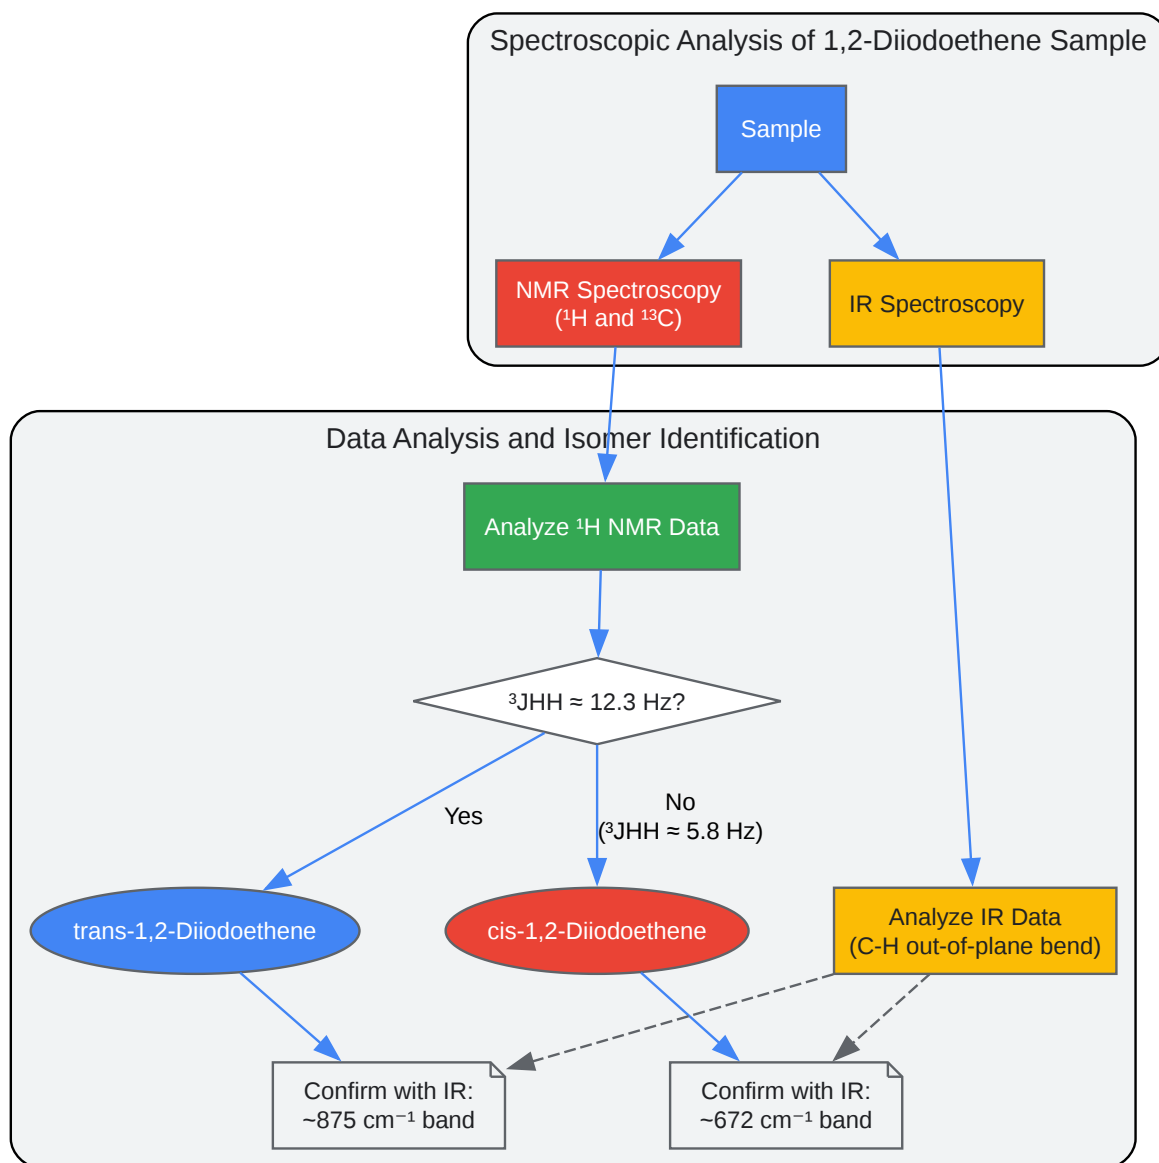 Spectroscopic Analysis of 1,2-Diiodoethene Sample
Sample
NMR Spectroscopy
(¹H and ¹³C)
IR Spectroscopy
Data Analysis and Isomer Identification
Analyze ¹H NMR Data
³JHH ≈ 12.3 Hz?
Yes
No
(³JHH ≈ 5.8 Hz)
trans-1,2-Diiodoethene
cis-1,2-Diiodoethene
Analyze IR Data
(C-H out-of-plane bend)
Confirm with IR:
~875 cm⁻¹ band
Confirm with IR:
~672 cm⁻¹ band